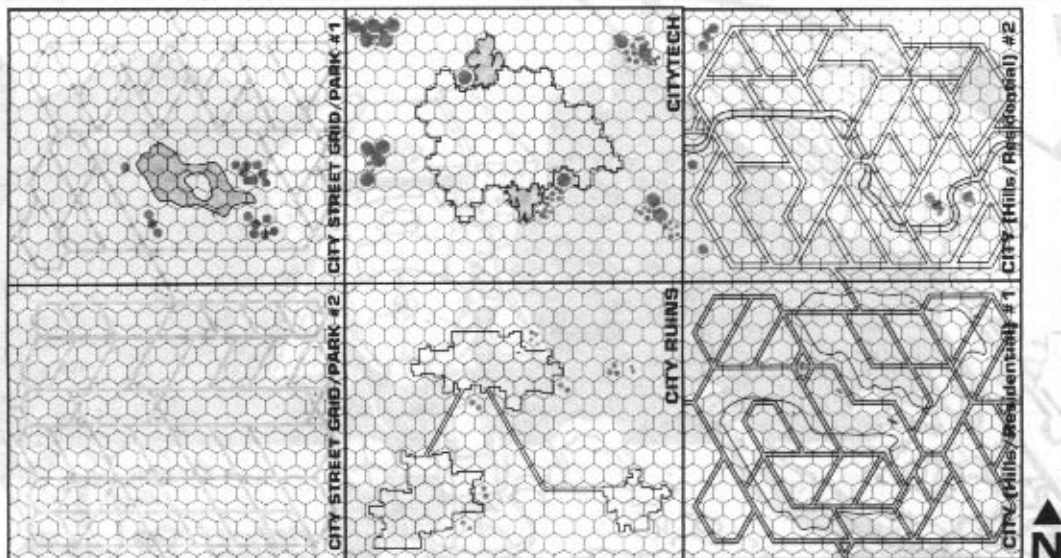 CITY STREET GRID/PARK #1
CITYTECH
CITY (Hills/Residential) #2
CITY STREET GRID/PARK #2
CITY RUINS
CITY (Hills/Residential) #1
N